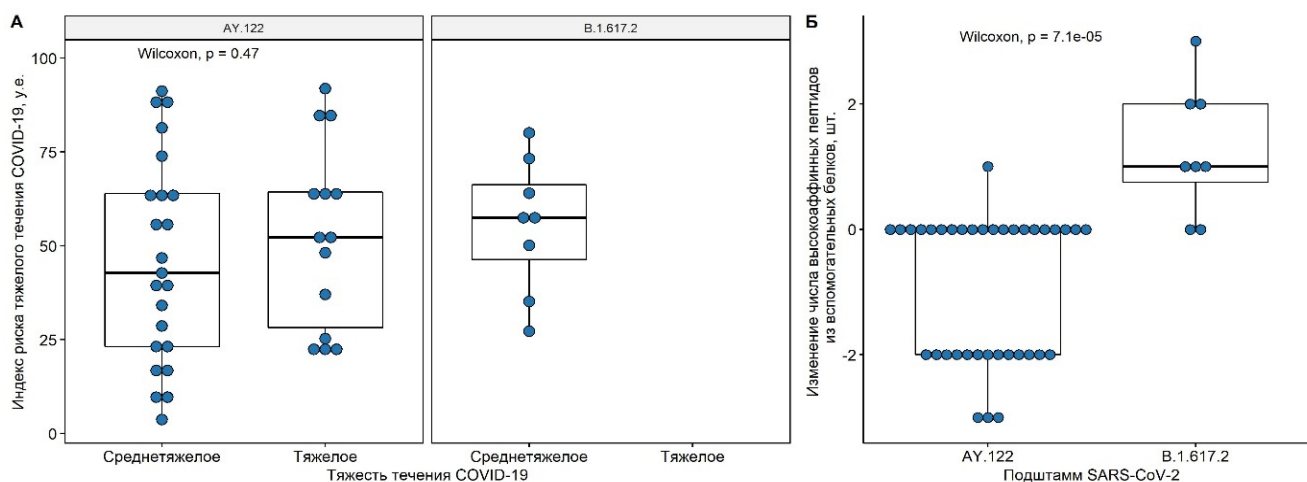 А
AY.122
B.1.617.2
Wilcoxon, p = 0.47
Индекс риска тяжелого течения COVID-19, у.е.
100
75
50
25
0
Среднетяжелое
Тяжелое
Среднетяжелое
Тяжелое
Тяжесть течения COVID-19
Б
Wilcoxon, p = 7.1e-05
Изменение числа высокоаффинных пептидов
из вспомогательных белков, шт.
2
0
-2
AY.122
B.1.617.2
Подштамм SARS-CoV-2